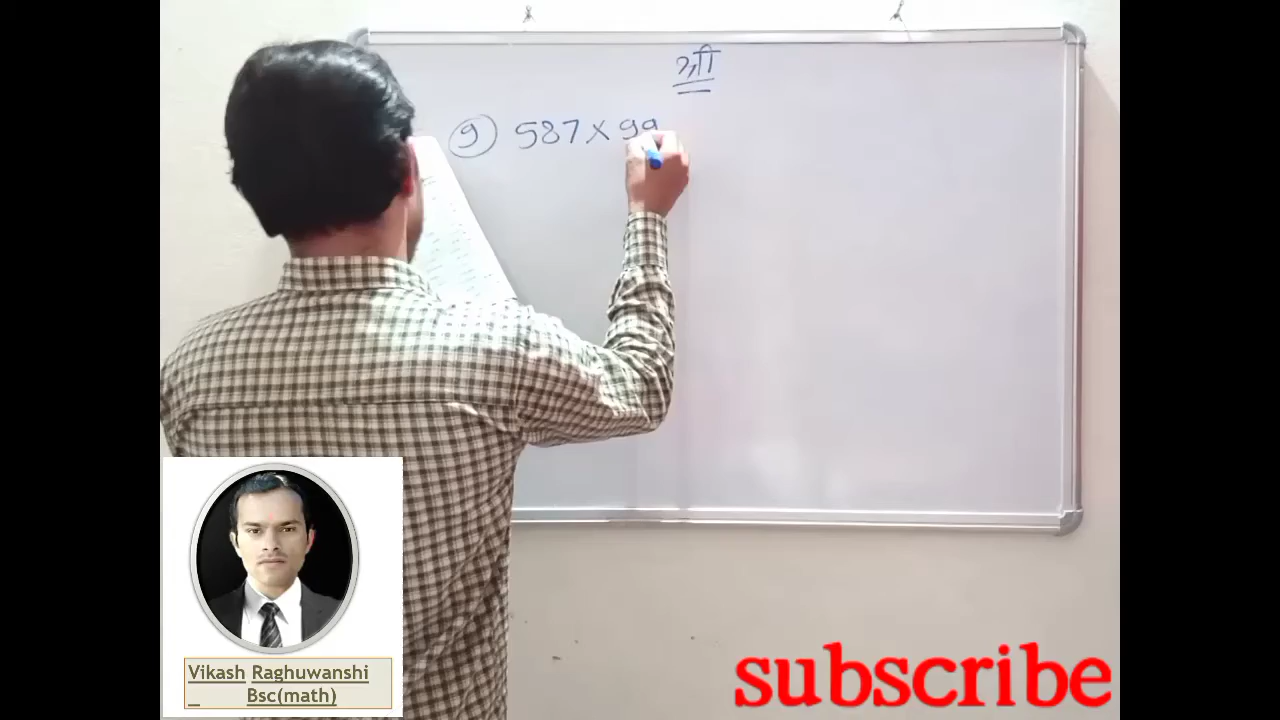 श्री
9 587 × 99
Vikash Raghuwanshi
_ Bsc(math)
subscribe